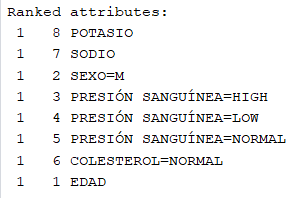 Ranked attributes:
1 8 POTASIO
1 7 SODIO
1 2 SEXO=M
1 3 PRESIÓN SANGUÍNEA=HIGH
1 4 PRESIÓN SANGUÍNEA=LOW
1 5 PRESIÓN SANGUÍNEA=NORMAL
1 6 COLESTEROL=NORMAL
1 1 EDAD